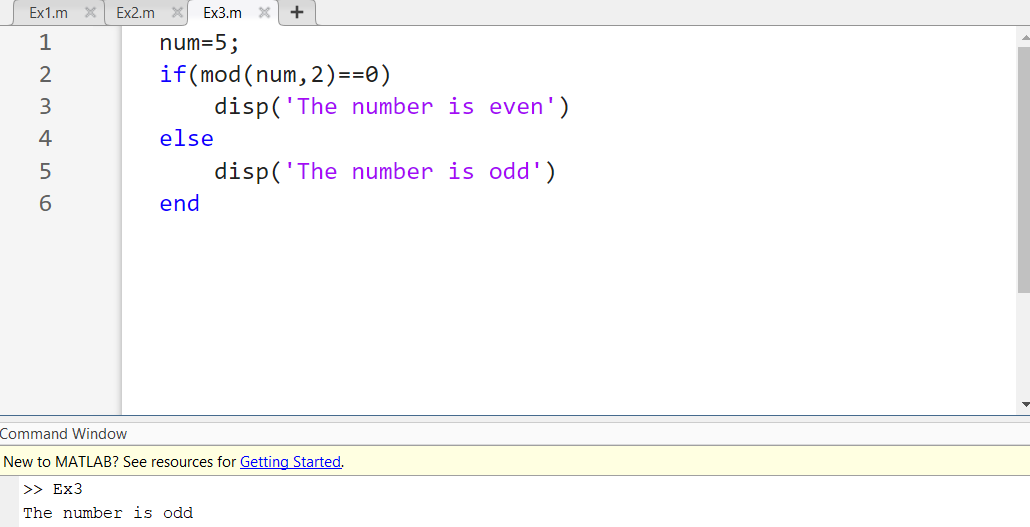 Ex1.m Ex2.m Ex3.m +
1 num=5;
2 if(mod(num,2)==0)
3 disp('The number is even')
4 else
5 disp('The number is odd')
6 end
Command Window
New to MATLAB? See resources for Getting Started.
>> Ex3
The number is odd